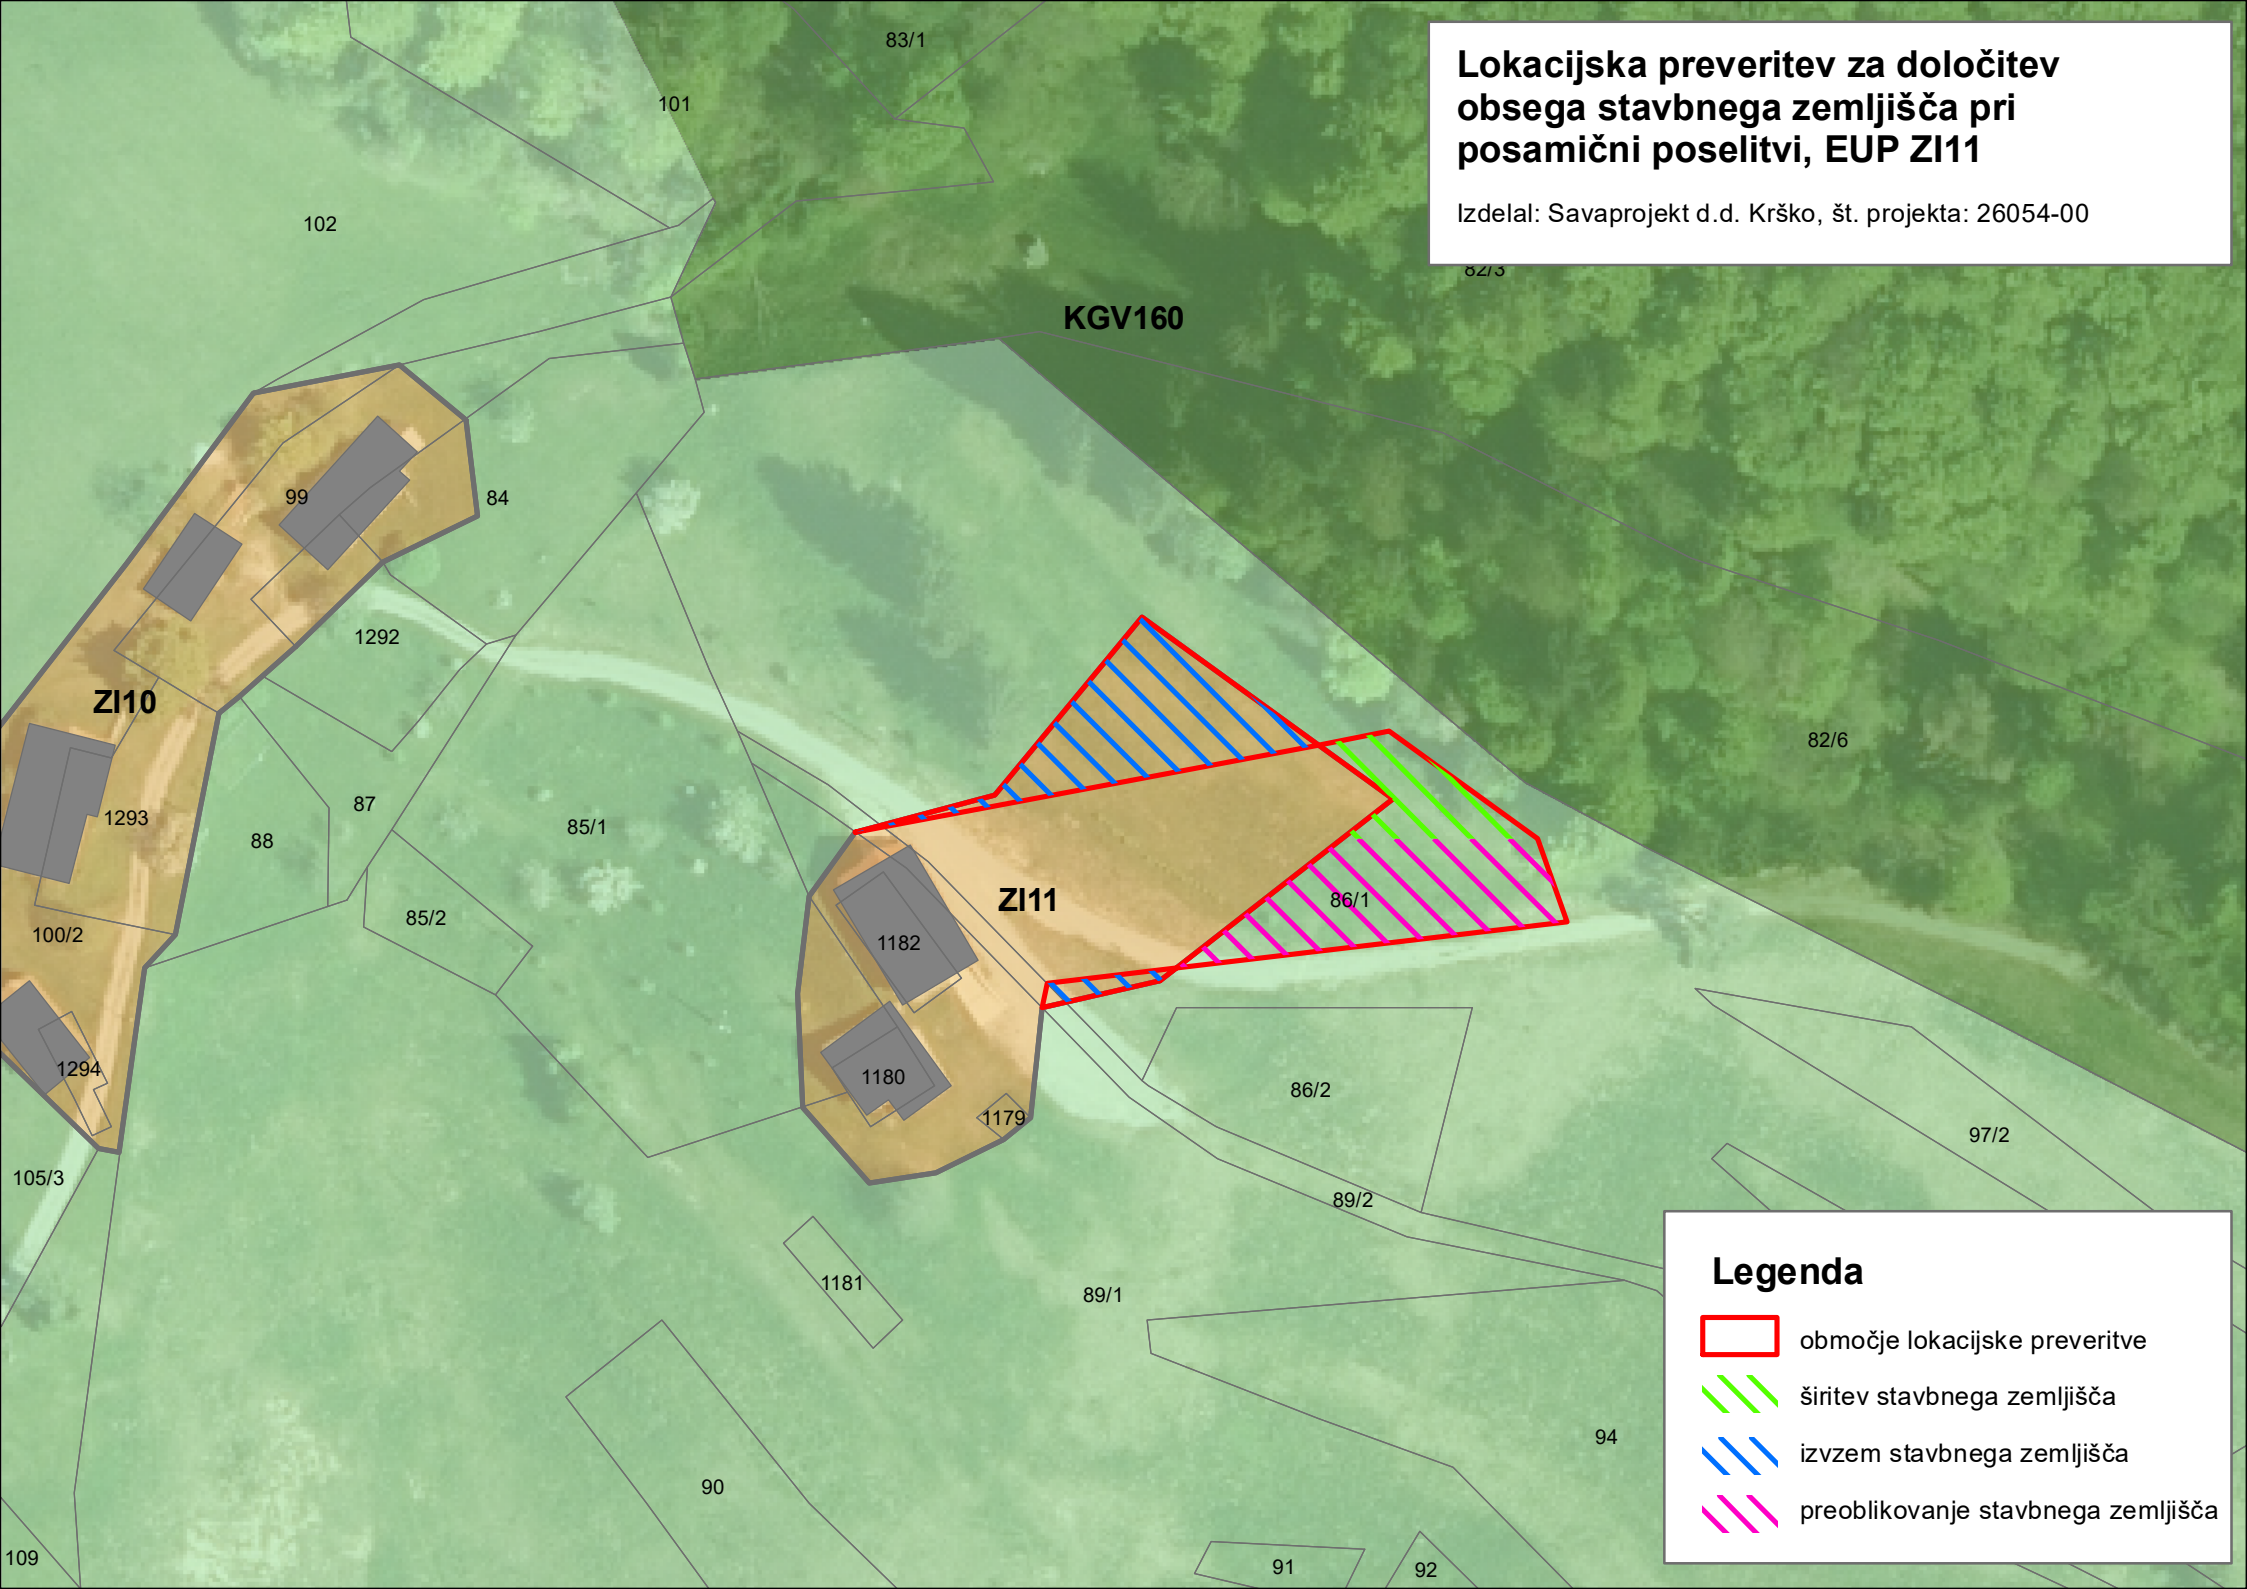 Lokacijska preveritev za določitev
obsega stavbnega zemljišča pri
posamični poselitvi, EUP ZI11
Izdelal: Savaprojekt d.d. Krško, št. projekta: 26054-00
83/1
101
102
82/3
KGV160
99
84
1292
ZI10
82/6
1293
87
88
85/1
85/2
ZI11
86/1
100/2
1182
1294
1180
86/2
1179
97/2
105/3
89/2
1181
89/1
94
90
109
91
92
Legenda
območje lokacijske preveritve
širitev stavbnega zemljišča
izvzem stavbnega zemljišča
preoblikovanje stavbnega zemljišča